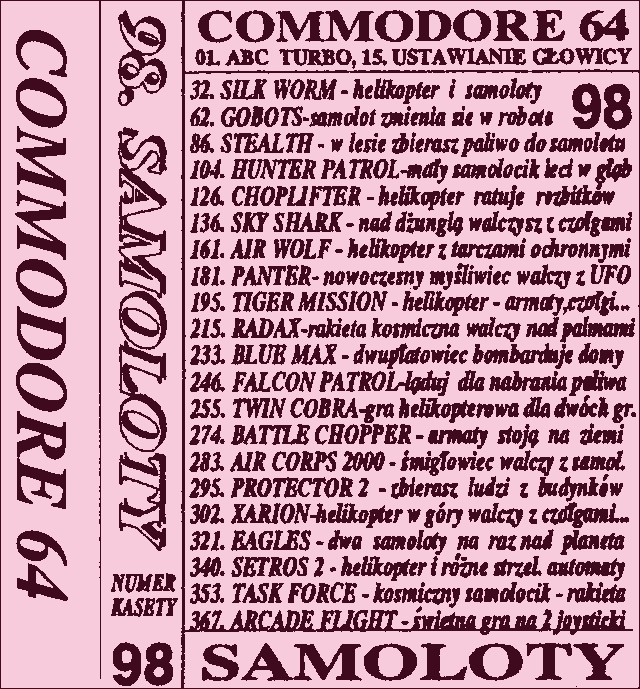 COMMODORE 64
98. SAMOLOTY
NUMER
KASETY
98
COMMODORE 64
01. ABC TURBO, 15. USTAWIANIE GŁOWICY
98
32. SILK WORM - helikopter i samoloty
62. GOBOTS-samolot zmienia sie w robota
86. STEALTH - w lesie zbierasz paliwo do samolotu
104. HUNTER PATROL-mały samolocik leci w głąb
126. CHOPLIFTER - helikopter ratuje rozbitków
136. SKY SHARK - nad dżunglą walczysz z czołgami
161. AIR WOLF - helikopter z tarczami ochronnymi
181. PANTER- nowoczesny myśliwiec walczy z UFO
195. TIGER MISSION - helikopter - armaty,czołgi...
215. RADAX-rakieta kosmiczna walczy nad palmami
233. BLUE MAX - dwupłatowiec bombarduje domy
246. FALCON PATROL-ląduj dla nabrania paliwa
255. TWIN COBRA-gra helikopterowa dla dwóch gr.
274. BATTLE CHOPPER - armaty stoją na ziemi
283. AIR CORPS 2000 - śmigłowiec walczy z samol.
295. PROTECTOR 2 - zbierasz ludzi z budynków
302. XARION-helikopter w góry walczy z czołgami...
321. EAGLES - dwa samoloty na raz nad planeta
340. SETROS 2 - helikopter i różne strzel. automaty
353. TASK FORCE - kosmiczny samolocik - rakieta
367. ARCADE FLIGHT - świetna gra na 2 joysticki
SAMOLOTY